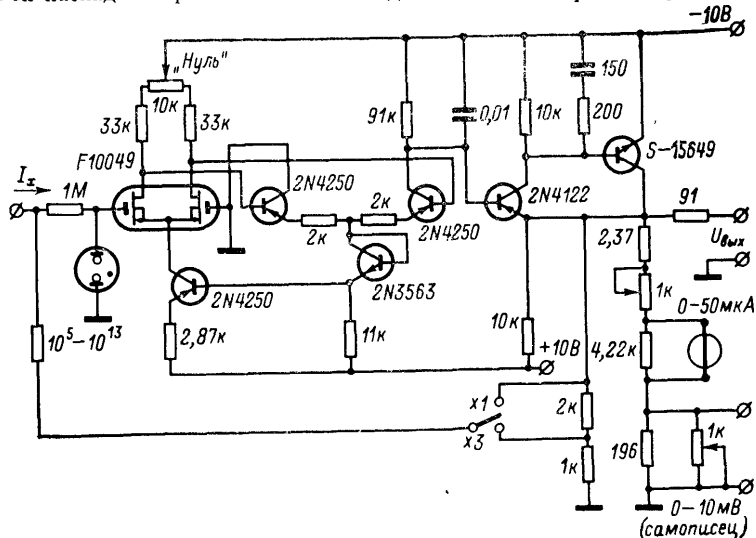 −10В
"Нуль"
10к
33к
33к
91к
0,01
10к
150
200
S−15649
F10049
Iх
1М
2N4250
2к
2к
2N4250
2N4122
91
Uвых
2,37
1к
0−50мкА
4,22к
2N4250
2N3563
2,87к
11к
10к
+10В
10⁵−10¹³
х1
х3
2к
1к
196
1к
0−10мВ
(самописец)